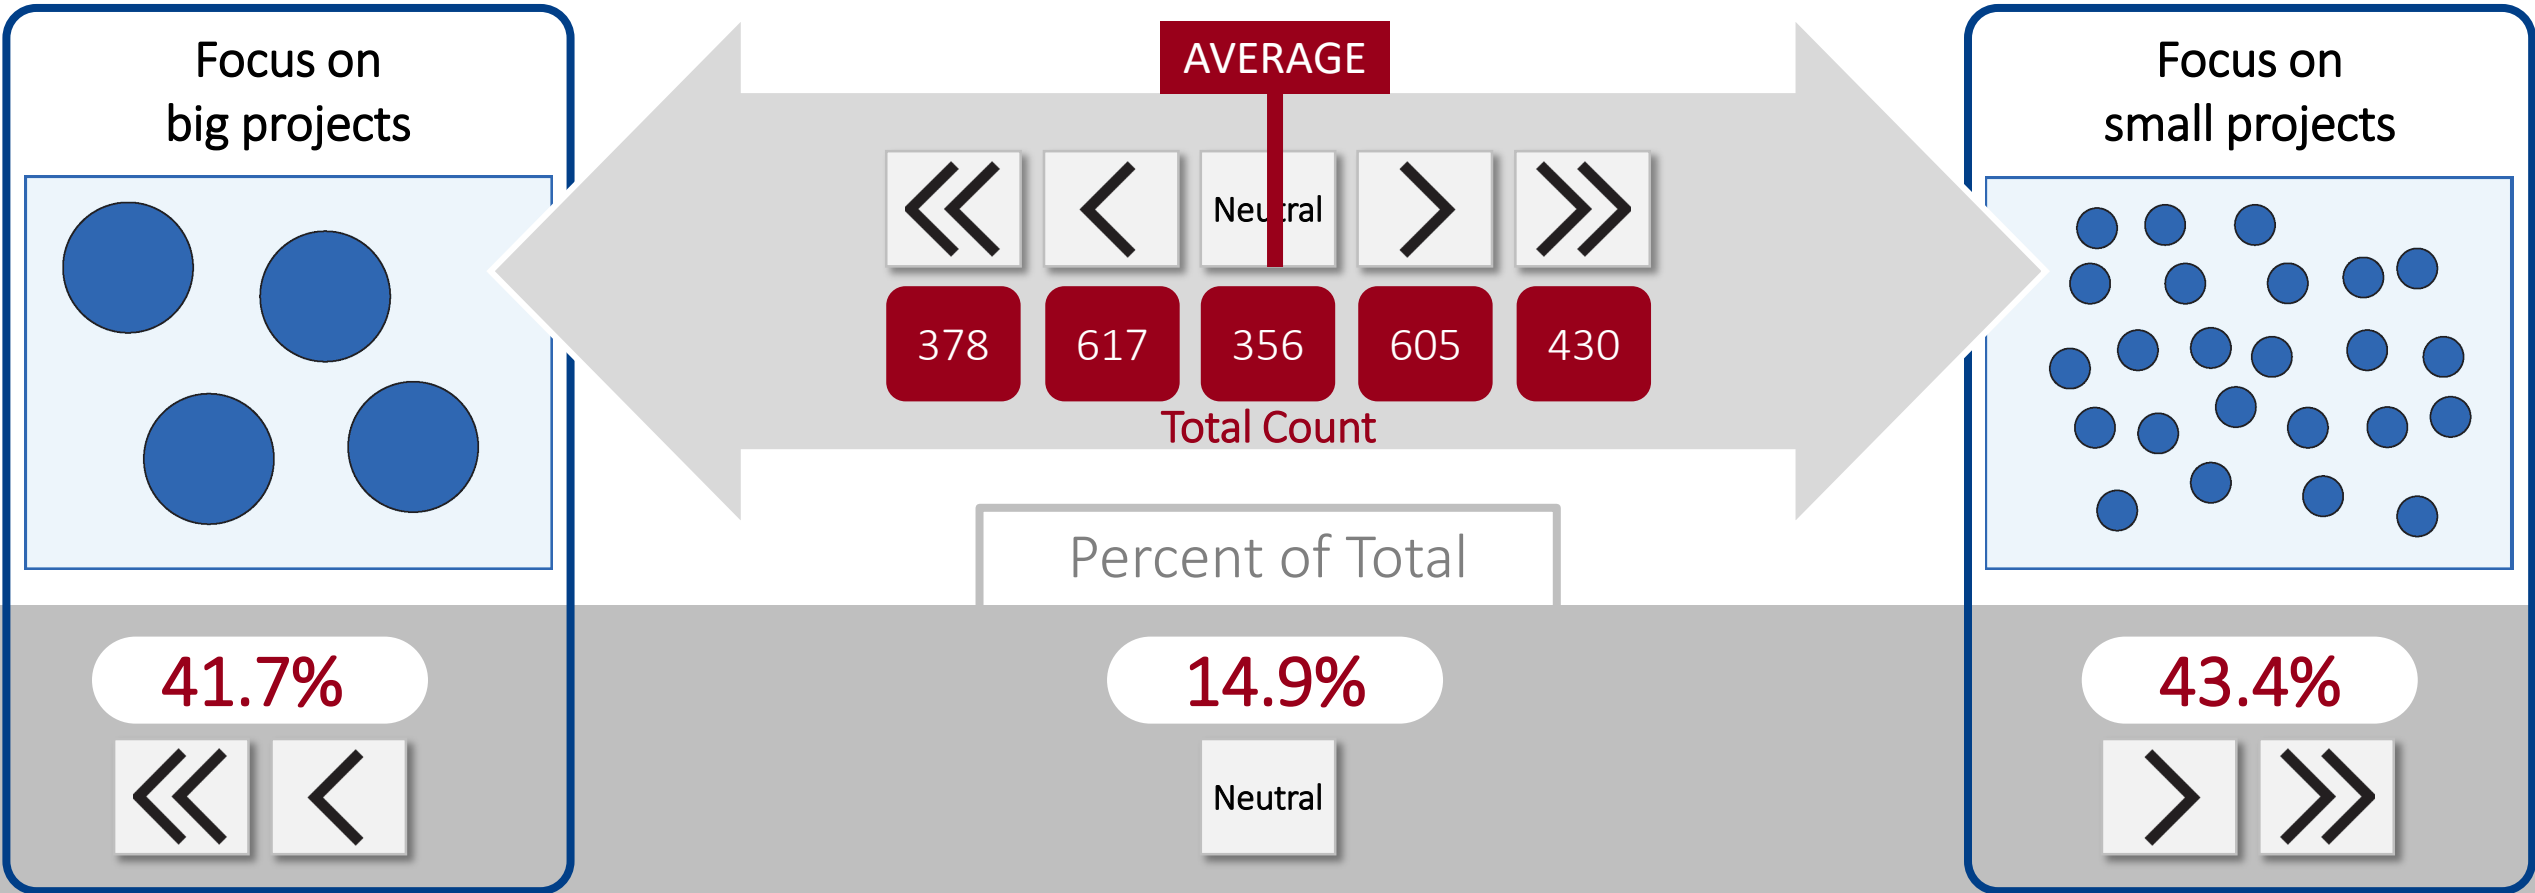 Focus on
big projects
AVERAGE
Neutral
378 617 356 605 430
Total Count
Focus on
small projects
Percent of Total
41.7% 14.9% 43.4%
Neutral